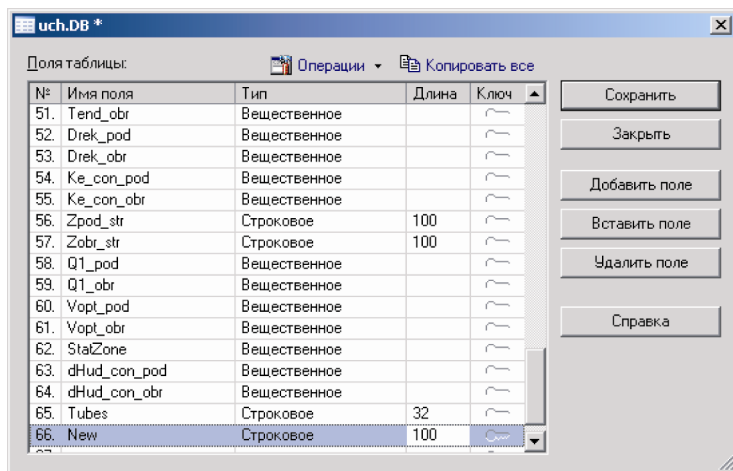 uch.DB *
Поля таблицы: Операции Копировать все
№ Имя поля Тип Длина Ключ
51. Tend_obr Вещественное
52. Drek_pod Вещественное
53. Drek_obr Вещественное
54. Ke_con_pod Вещественное
55. Ke_con_obr Вещественное
56. Zpod_str Строковое 100
57. Zobr_str Строковое 100
58. Q1_pod Вещественное
59. Q1_obr Вещественное
60. Vopt_pod Вещественное
61. Vopt_obr Вещественное
62. StatZone Вещественное
63. dHud_con_pod Вещественное
64. dHud_con_obr Вещественное
65. Tubes Строковое 32
66. New Строковое 100
Сохранить
Закрыть
Добавить поле
Вставить поле
Удалить поле
Справка